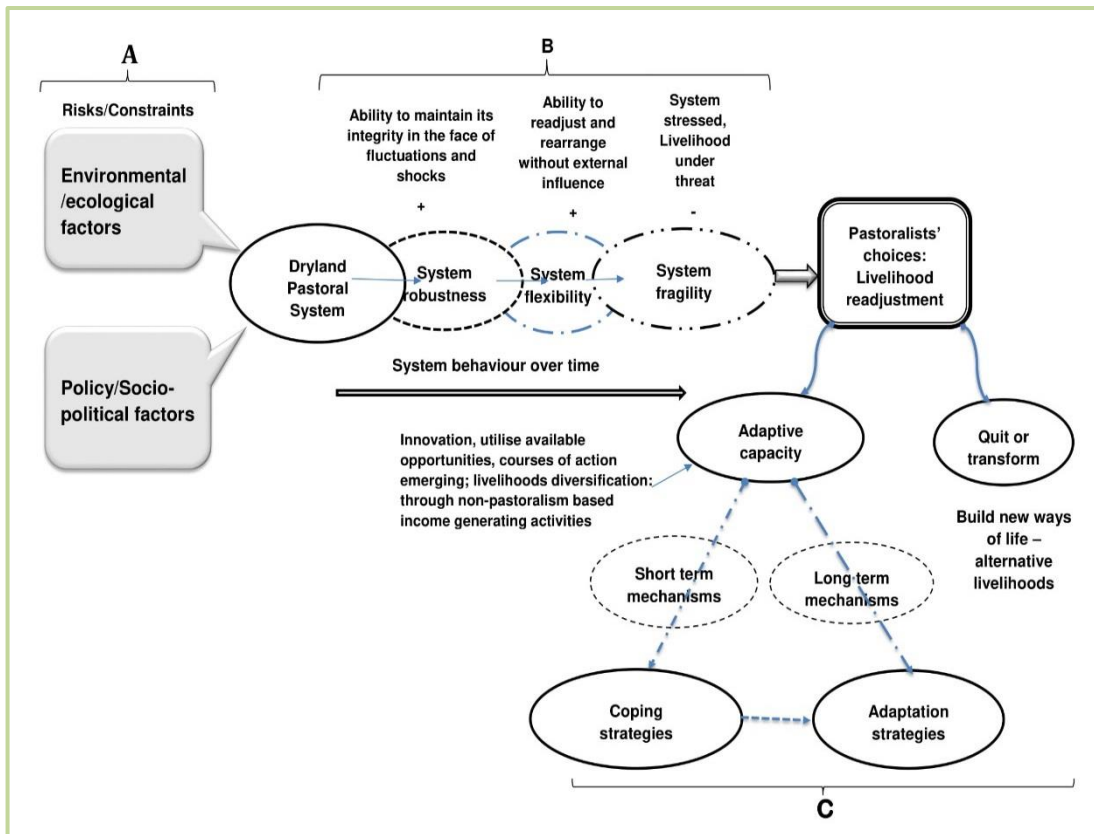 A
B
Risks/Constraints
Environmental
/ecological
factors
Policy/Socio-
political factors
Ability to maintain its
integrity in the face of
fluctuations and
shocks
+
Ability to
readjust and
rearrange
without external
influence
+
System
stressed,
Livelihood
under
threat
-
Dryland
Pastoral
System
System
robustness
System
flexibility
System
fragility
Pastoralists’
choices:
Livelihood
readjustment
System behaviour over time
Innovation, utilise available
opportunities, courses of action
emerging; livelihoods diversification:
through non-pastoralism based
income generating activities
Adaptive
capacity
Quit or
transform
Build new ways
of life –
alternative
livelihoods
Short term
mechanisms
Long term
mechanisms
Coping
strategies
Adaptation
strategies
C